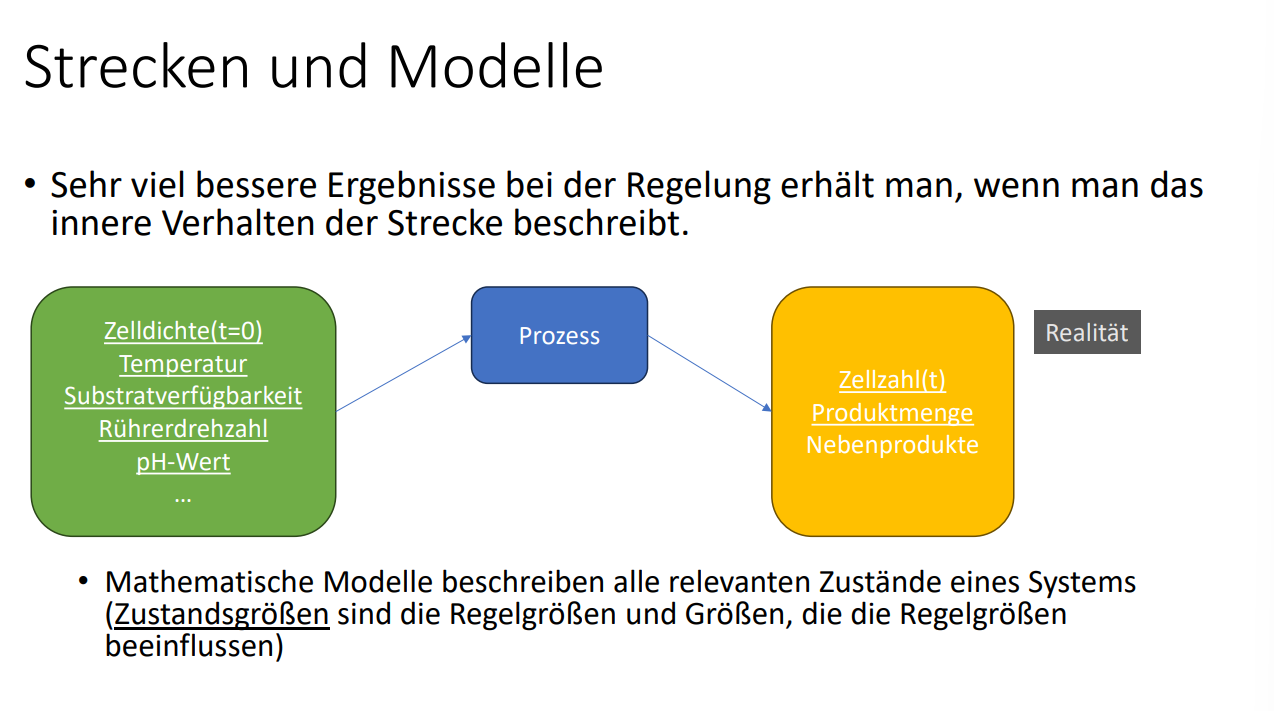 Strecken und Modelle
• Sehr viel bessere Ergebnisse bei der Regelung erhält man, wenn man das
innere Verhalten der Strecke beschreibt.
Zelldichte(t=0)
Temperatur
Substratverfügbarkeit
Rührerdrehzahl
pH-Wert
...
Prozess
Zellzahl(t)
Produktmenge
Nebenprodukte
Realität
• Mathematische Modelle beschreiben alle relevanten Zustände eines Systems
(Zustandsgrößen sind die Regelgrößen und Größen, die die Regelgrößen
beeinflussen)